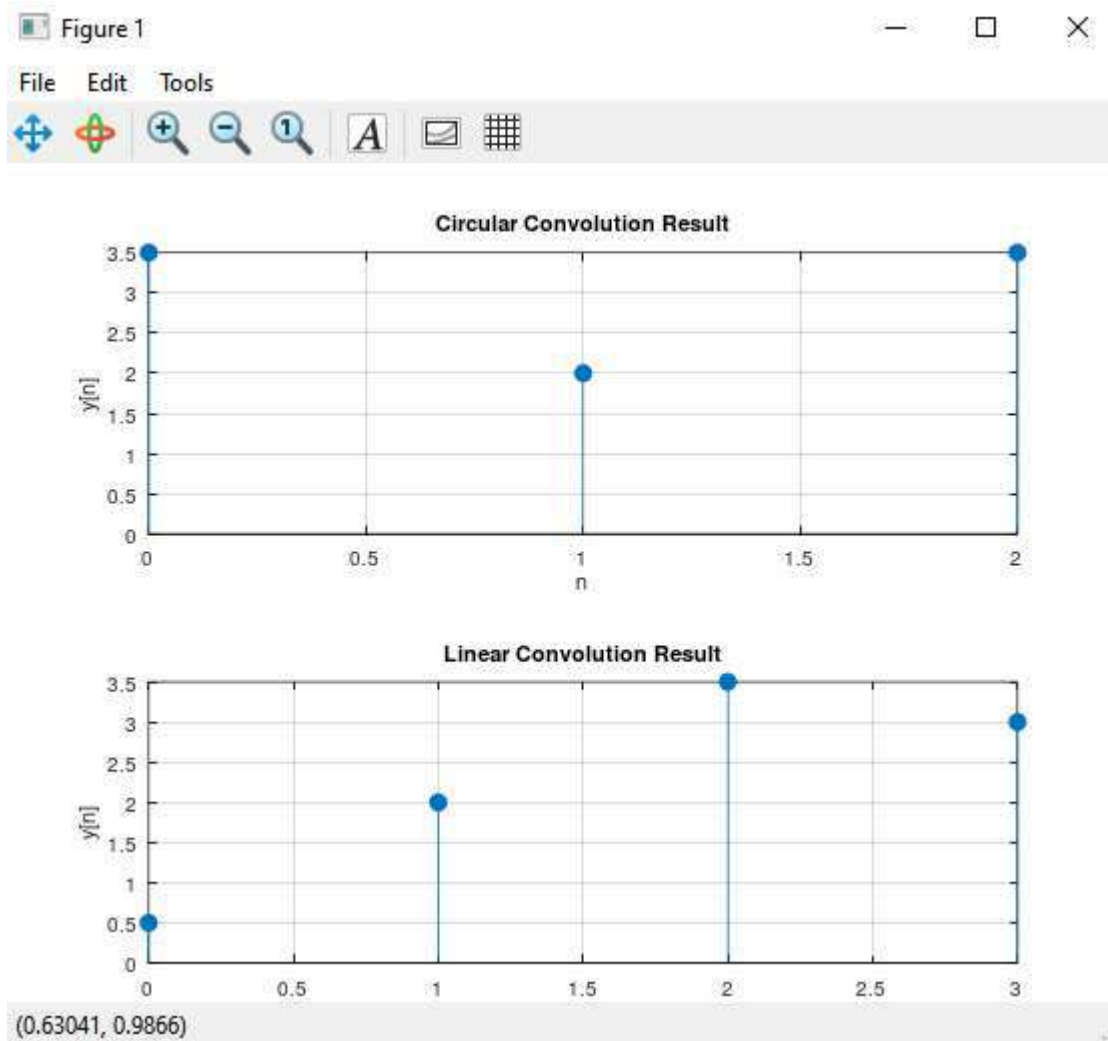 Figure 1
File Edit Tools
1 A
Circular Convolution Result
3.5
3
2.5
2
1.5
1
0.5
0
y[n]
0 0.5 1 1.5 2
n
Linear Convolution Result
3.5
3
2.5
2
1.5
1
0.5
0
y[n]
0 0.5 1 1.5 2 2.5 3
(0.63041, 0.9866)